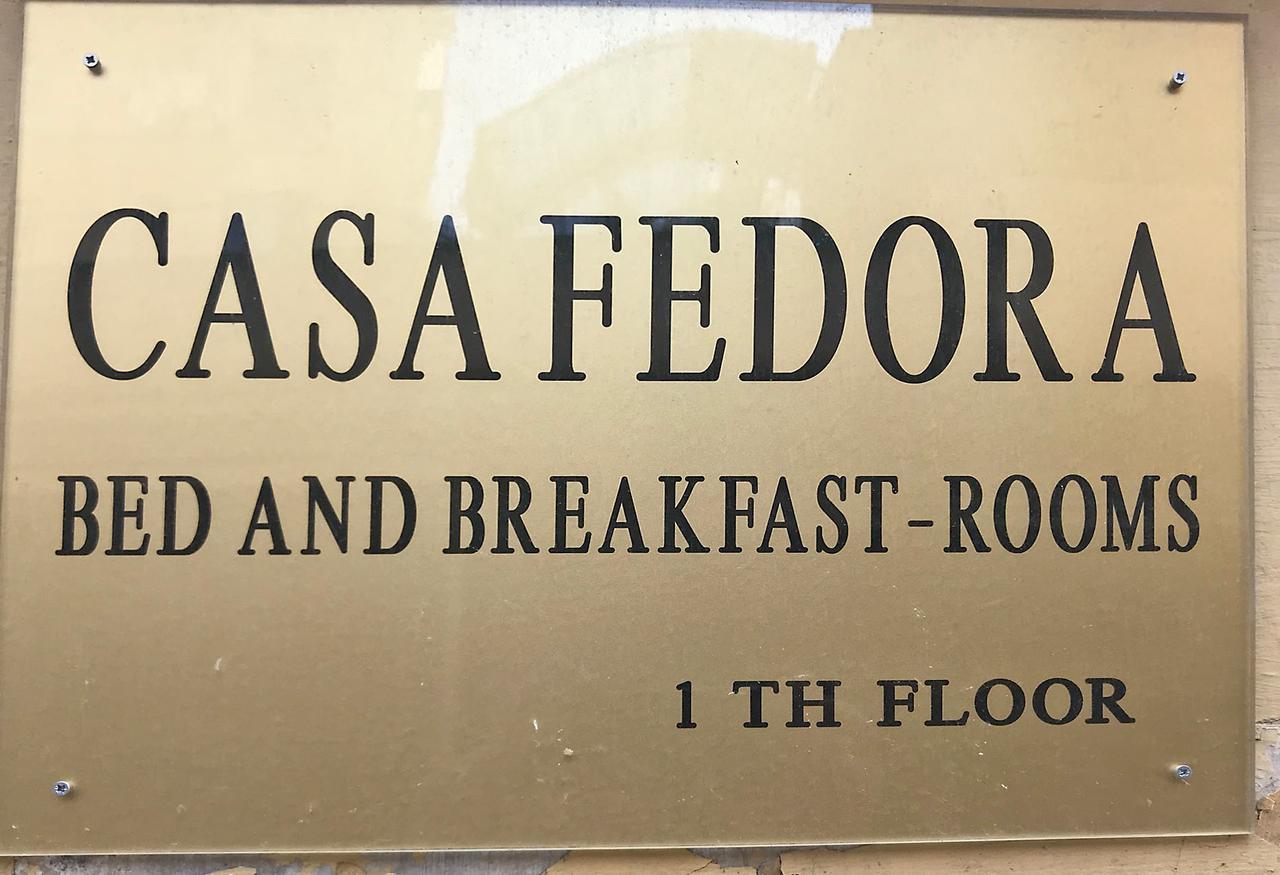 CASA FEDORA
BED AND BREAKFAST-ROOMS
1 TH FLOOR